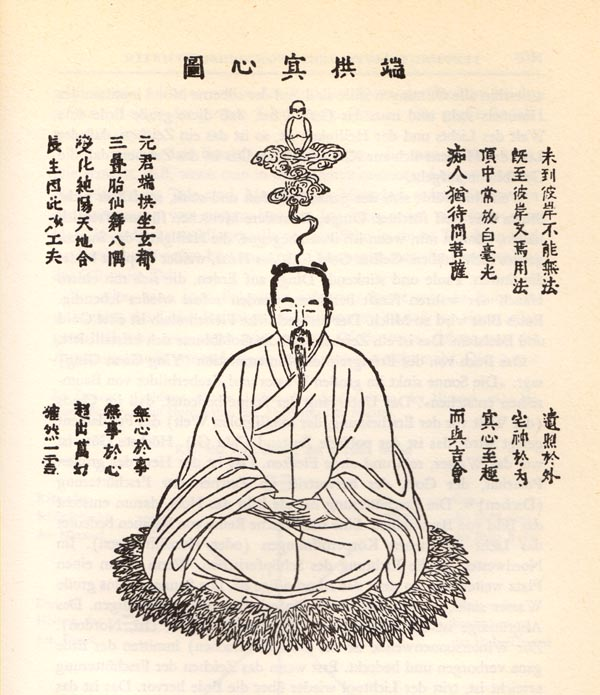 端拱冥心圖
未到彼岸不能無法
既至彼岸又焉用法
頂中常放白毫光
痴人猶待問菩薩
元君端拱坐玄都
三疊胎仙舞八隅
變化純陽天地合
長生因此少工夫
遺照於外
宅神於內
冥心至極
而與吉會
無心於事
無事於心
超出萬幻
確然一靈